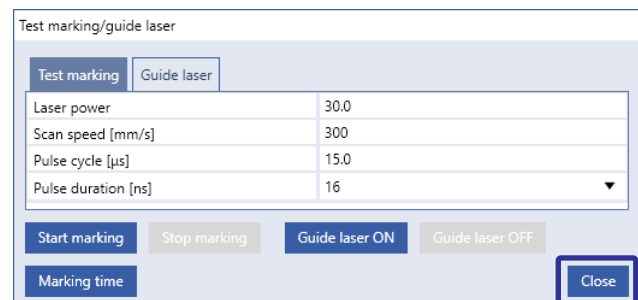 Test marking/guide laser
Test marking Guide laser
Laser power 30.0
Scan speed [mm/s] 300
Pulse cycle [µs] 15.0
Pulse duration [ns] 16
Start marking Stop marking Guide laser ON Guide laser OFF
Marking time Close